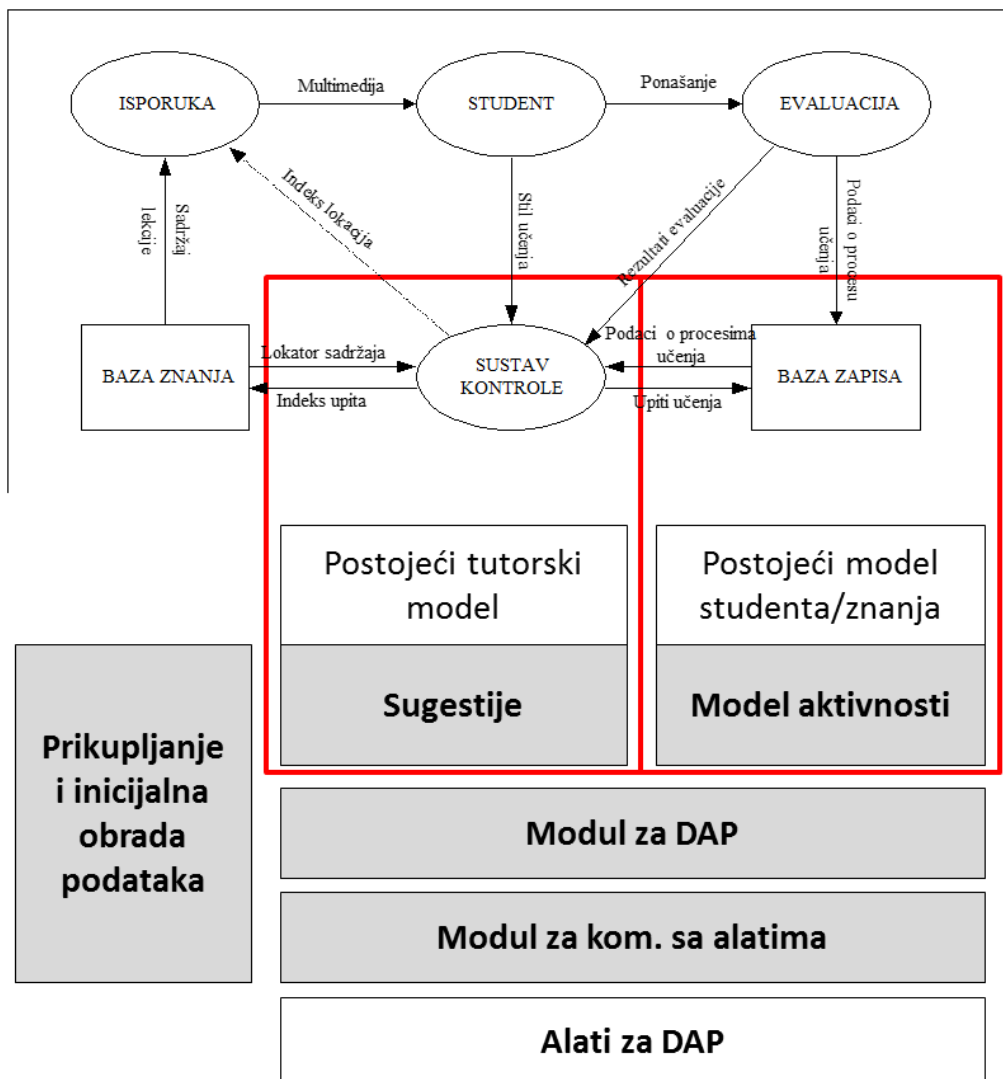 ISPORUKA
Multimedija
STUDENT
Ponašanje
EVALUACIJA
Sadržaj
lekcije
Indeks lokacija
Stil učenja
Rezultati evaluacije
Podaci o procesu
učenja
BAZA ZNANJA
Lokator sadržaja
Indeks upita
SUSTAV
KONTROLE
Podaci o procesima
učenja
Upiti učenja
BAZA ZAPISA
Postojeći tutorski
model
Postojeći model
studenta/znanja
Sugestije
Model aktivnosti
Prikupljanje
i inicijalna
obrada
podataka
Modul za DAP
Modul za kom. sa alatima
Alati za DAP